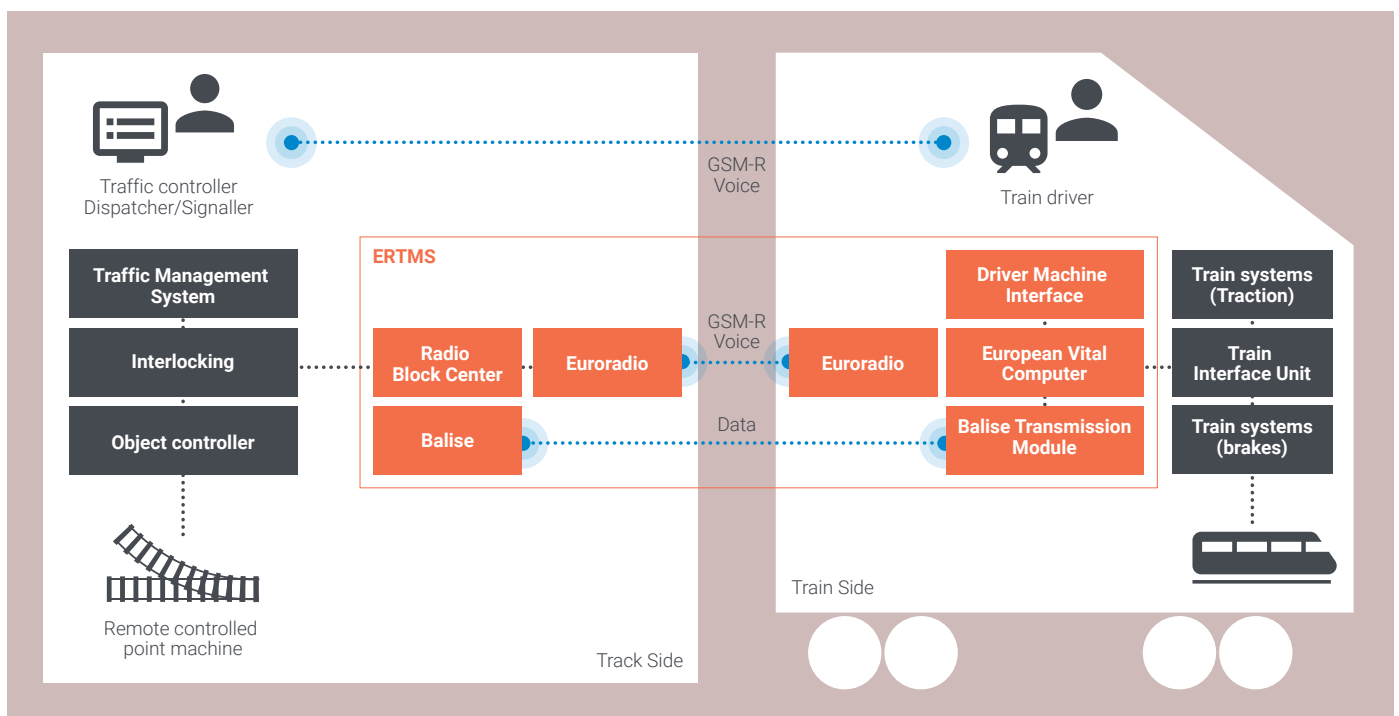 Traffic controller
Dispatcher/Signaller
GSM-R
Voice
Train driver
ERTMS
Traffic Management
System
Interlocking
Object controller
Radio
Block Center
Euroradio
Balise
GSM-R
Voice
Data
Euroradio
Driver Machine
Interface
European Vital
Computer
Balise Transmission
Module
Train systems
(Traction)
Train
Interface Unit
Train systems
(brakes)
Remote controlled
point machine
Track Side
Train Side